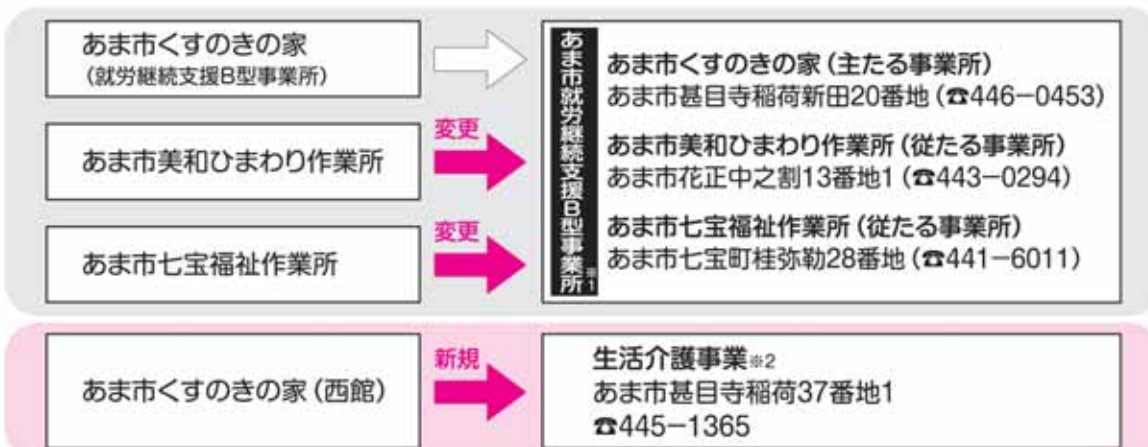 あま市くすのきの家
(就労継続支援B型事業所)
あま市美和ひまわり作業所
変更
あま市七宝福祉作業所
変更
あま市就労継続支援B型事業所※1
あま市くすのきの家(主たる事業所)
あま市甚目寺稲荷新田20番地(☎446-0453)
あま市美和ひまわり作業所(従たる事業所)
あま市花正中之割13番地1(☎443-0294)
あま市七宝福祉作業所(従たる事業所)
あま市七宝町桂弥勒28番地(☎441-6011)
あま市くすのきの家(西館)
新規
生活介護事業※2
あま市甚目寺稲荷37番地1
☎445-1365